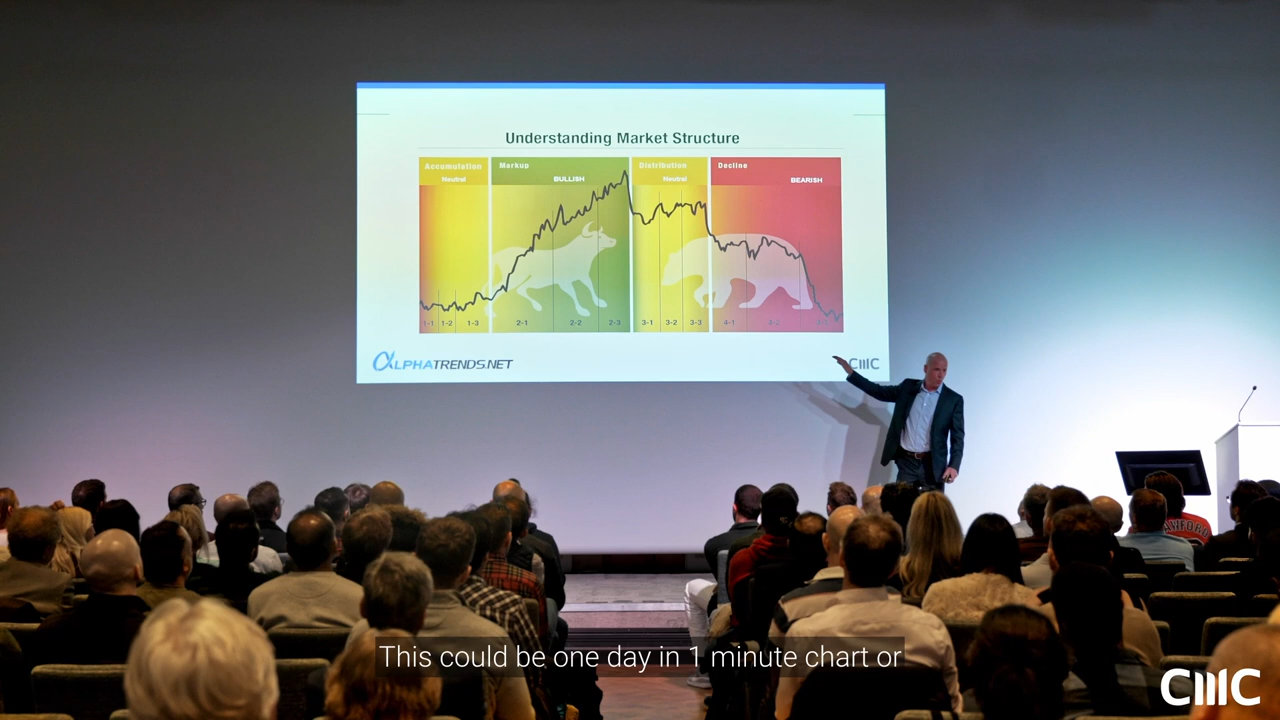 Understanding Market Structure
Accumulation
Neutral
Markup
BULLISH
Distribution
Neutral
Decline
BEARISH
1-1 1-2 1-3 2-1 2-2 2-3 3-1 3-2 3-3 4-1 4-2
ALPHATRENDS.NET
CMC
This could be one day in 1 minute chart or
CMC